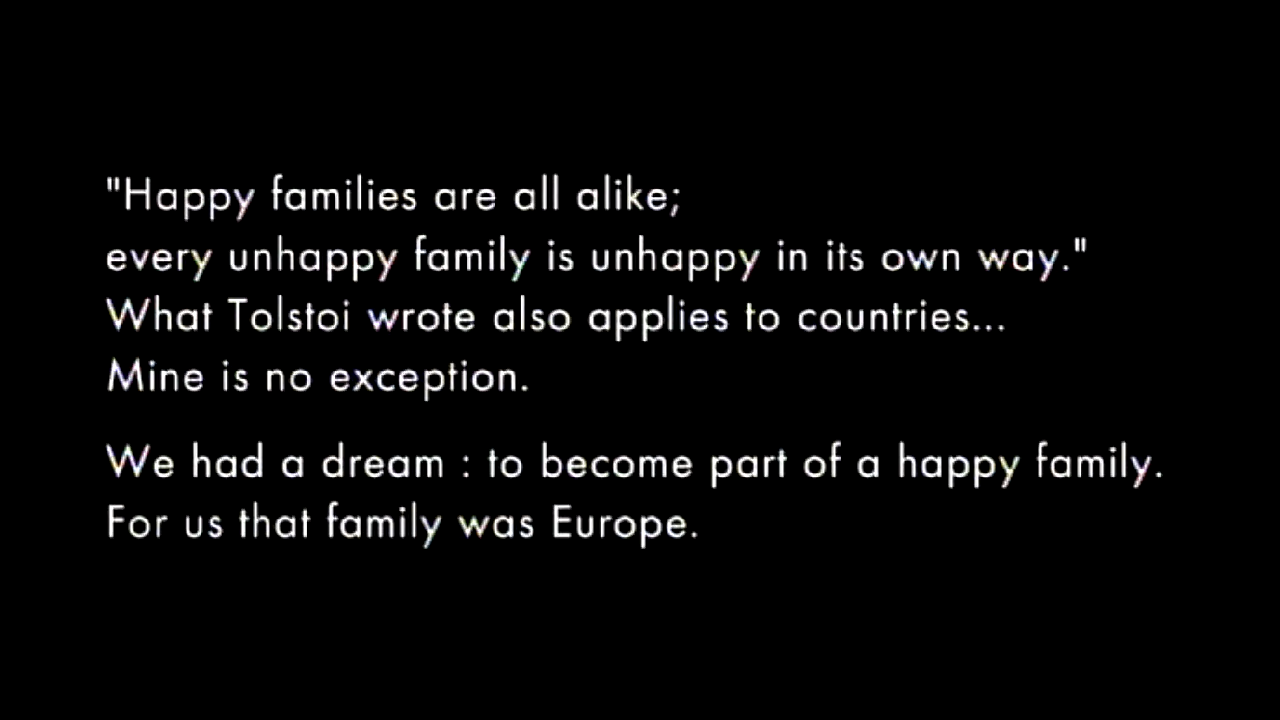 "Happy families are all alike;
every unhappy family is unhappy in its own way."
What Tolstoi wrote also applies to countries...
Mine is no exception.
We had a dream : to become part of a happy family.
For us that family was Europe.